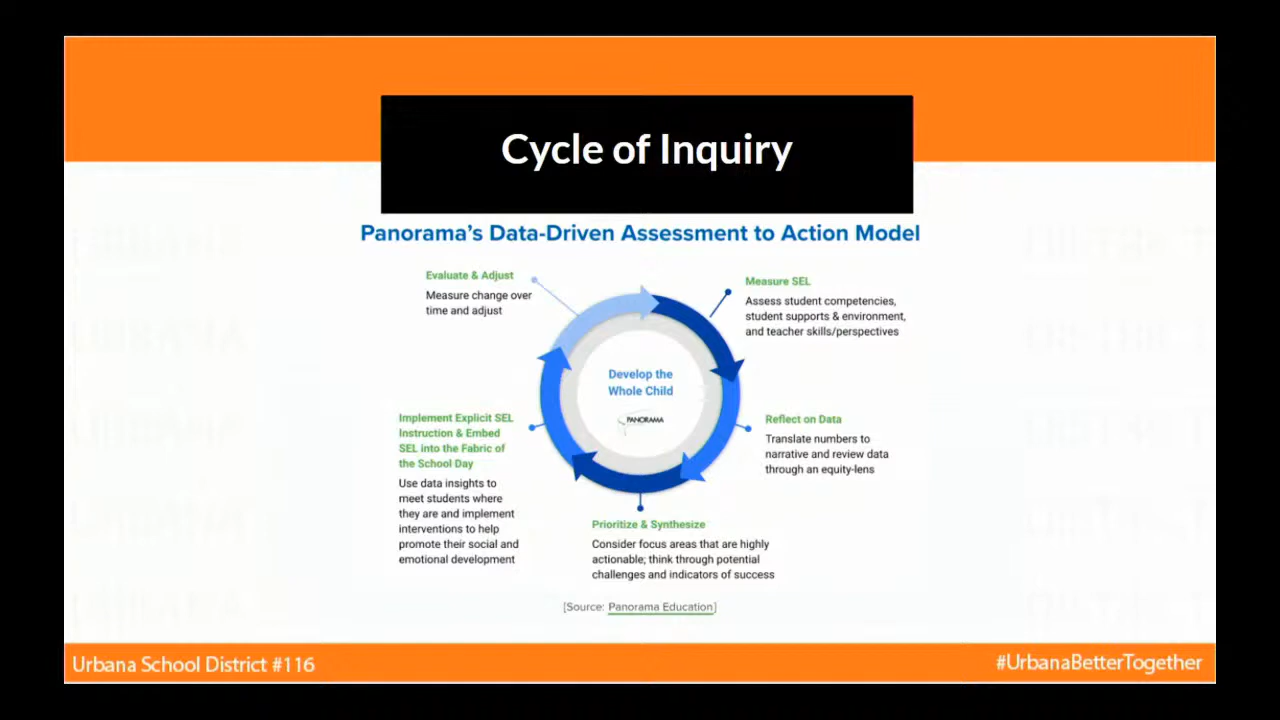 Cycle of Inquiry
Panorama's Data-Driven Assessment to Action Model
Evaluate & Adjust
Measure change over
time and adjust
Measure SEL
Assess student competencies,
student supports & environment,
and teacher skills/perspectives
Develop the
Whole Child
PANORAMA
Reflect on Data
Translate numbers to
narrative and review data
through an equity-lens
Implement Explicit SEL
Instruction & Embed
SEL into the Fabric of
the School Day
Use data insights to
meet students where
they are and implement
interventions to help
promote their social and
emotional development
Prioritize & Synthesize
Consider focus areas that are highly
actionable; think through potential
challenges and indicators of success
[Source: Panorama Education]
Urbana School District #116
#UrbanaBetterTogether